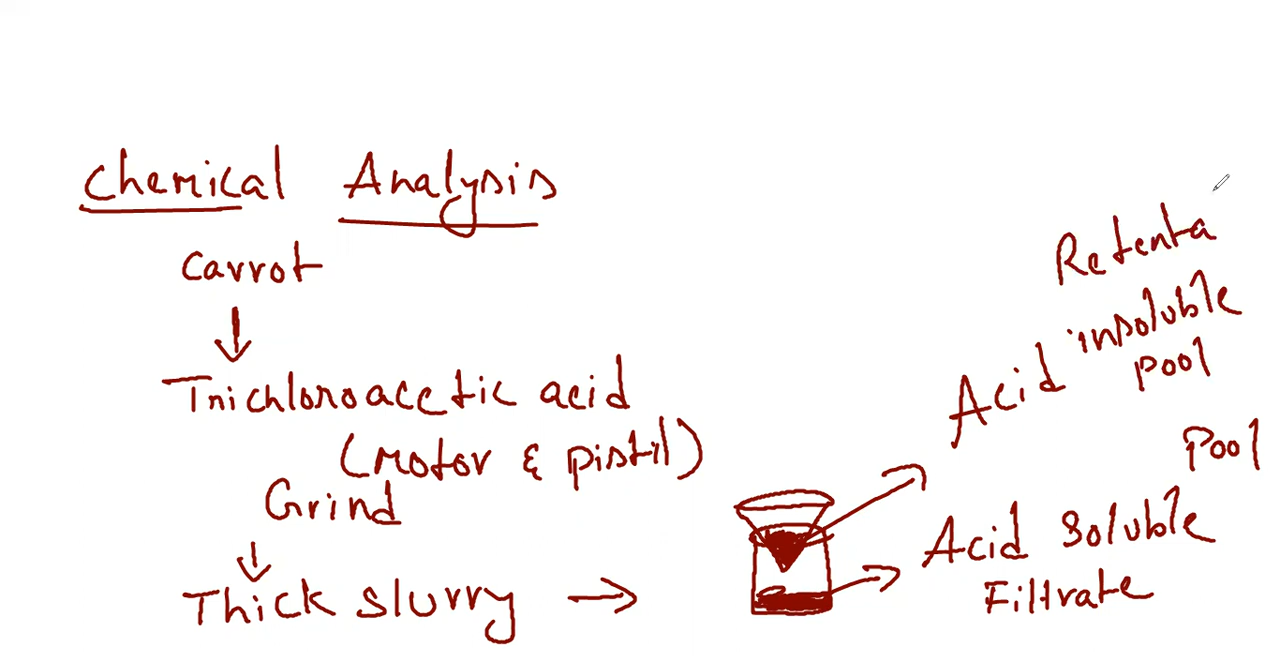 Chemical Analysis
Carrot
Trichloroacetic acid
(Motor & pistil)
Grind
Thick slurry
Retenta
Acid insoluble
pool
Pool
Acid Soluble
Filtrate